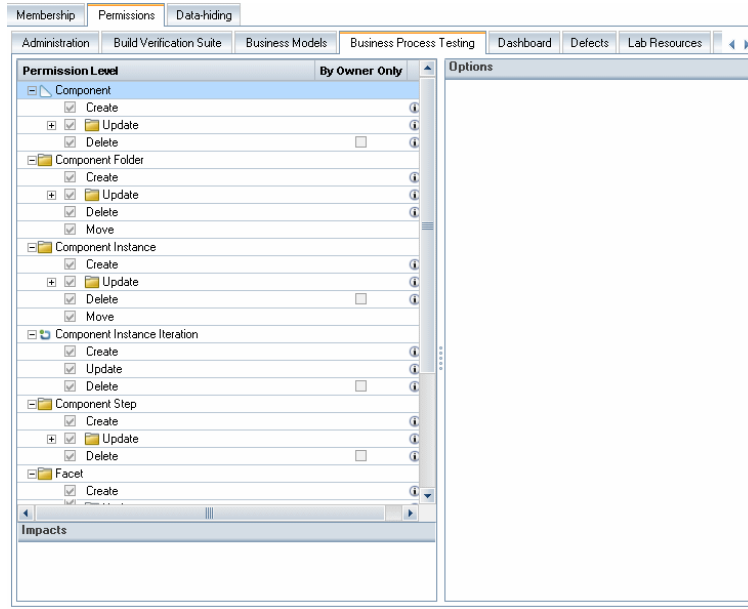 Membership Permissions Data-hiding
Administration Build Verification Suite Business Models Business Process Testing Dashboard Defects Lab Resources
Permission Level By Owner Only
Component
Create
Update
Delete
Component Folder
Create
Update
Delete
Move
Component Instance
Create
Update
Delete
Move
Component Instance Iteration
Create
Update
Delete
Component Step
Create
Update
Delete
Facet
Create
Impacts
Options